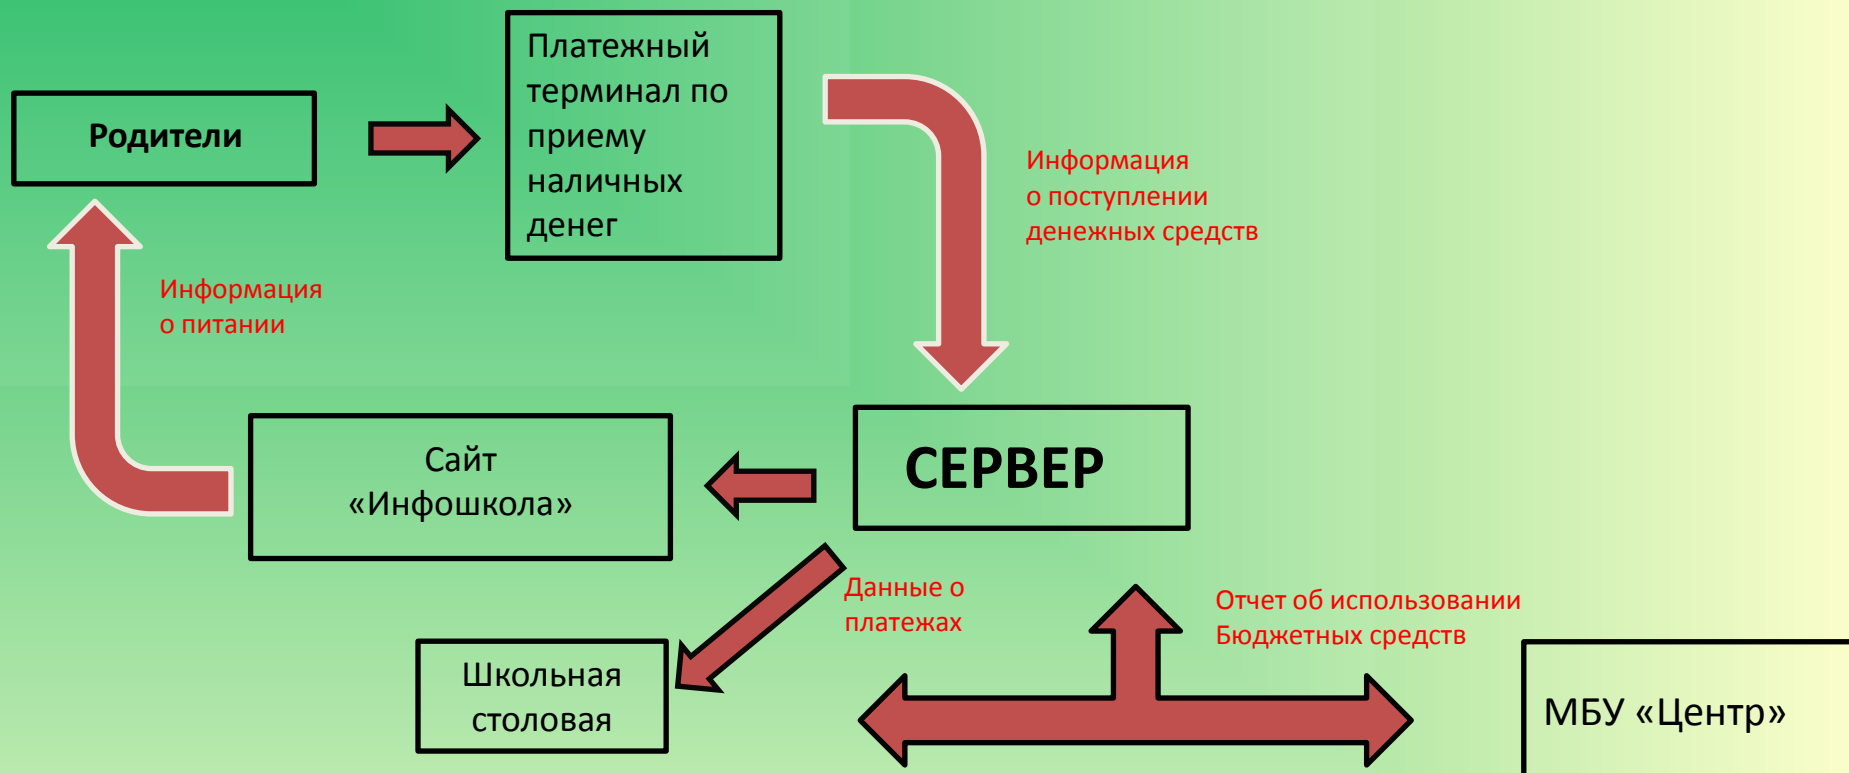 Родители
Платежный
терминал по
приему
наличных
денег
Информация
о поступлении
денежных средств
Информация
о питании
Сайт
«Инфошкола»
СЕРВЕР
Данные о
платежах
Отчет об использовании
Бюджетных средств
Школьная
столовая
МБУ «Центр»